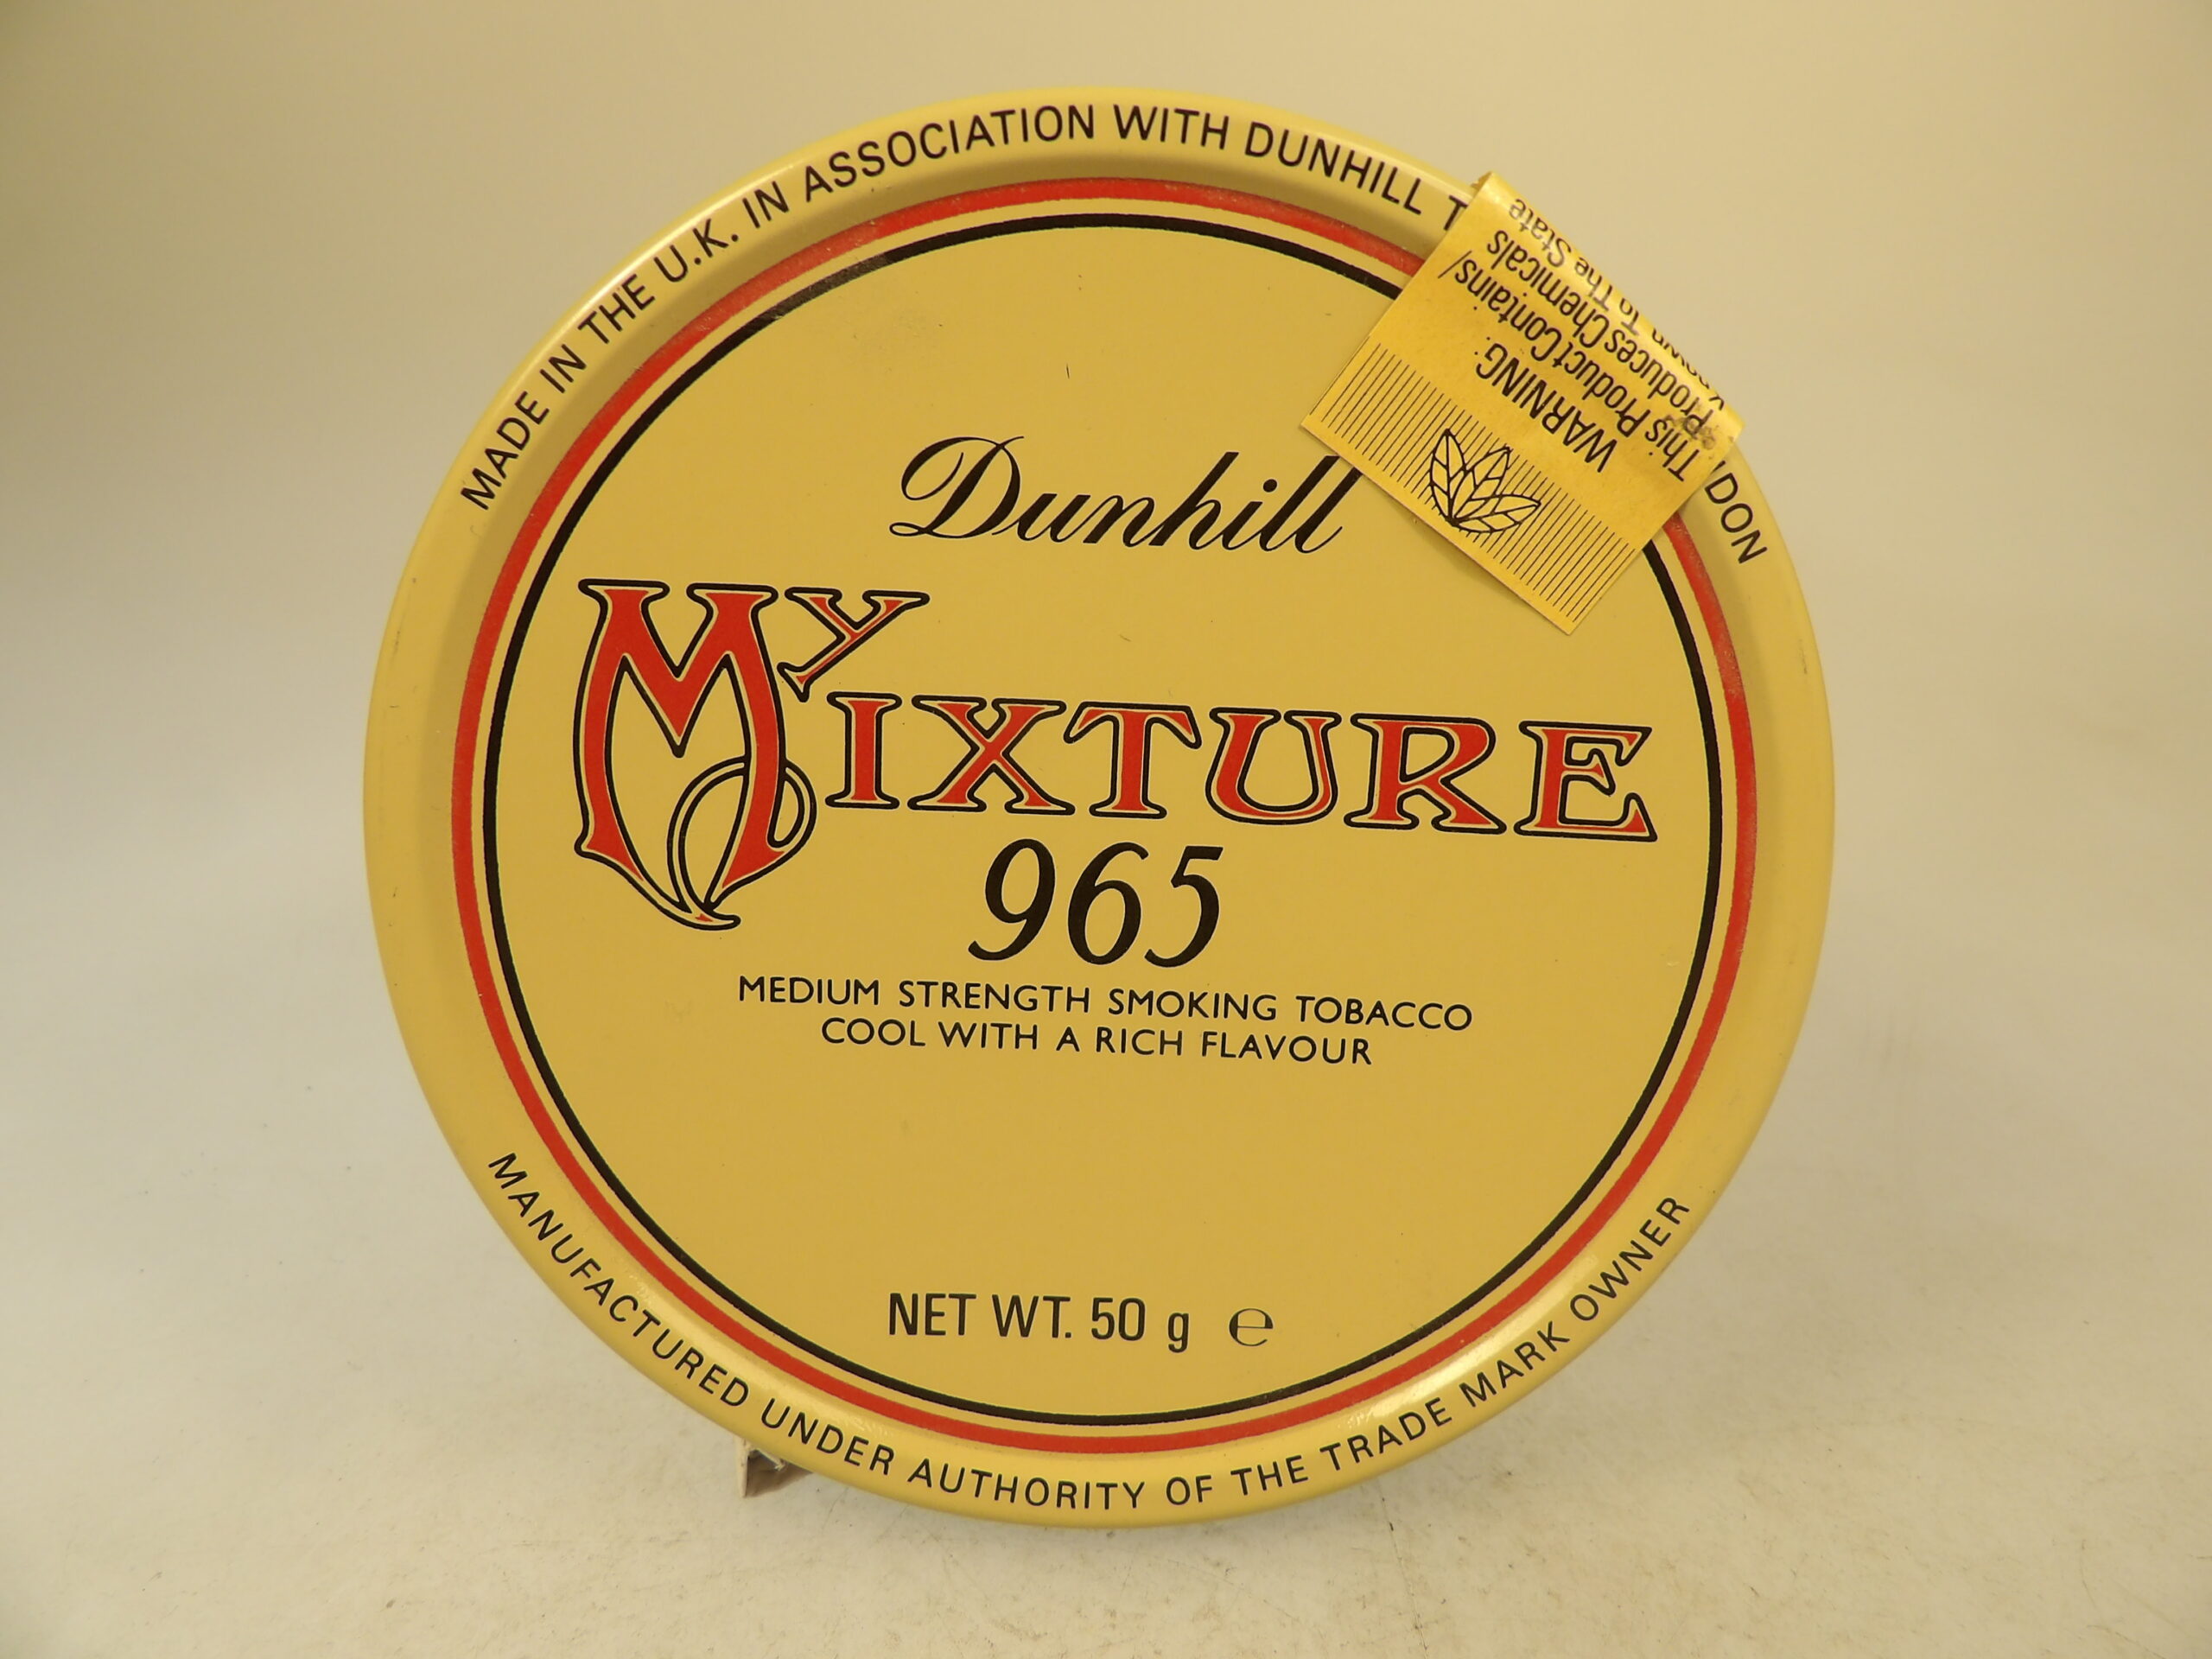 MADE IN THE U.K. IN ASSOCIATION WITH DUNHILL
Dunhill
MY MIXTURE
965
MEDIUM STRENGTH SMOKING TOBACCO
COOL WITH A RICH FLAVOUR
NET WT. 50 g ℮
MANUFACTURED UNDER AUTHORITY OF THE TRADE MARK OWNER
WARNING
This Product Contains/
Produces Chemicals
To The State